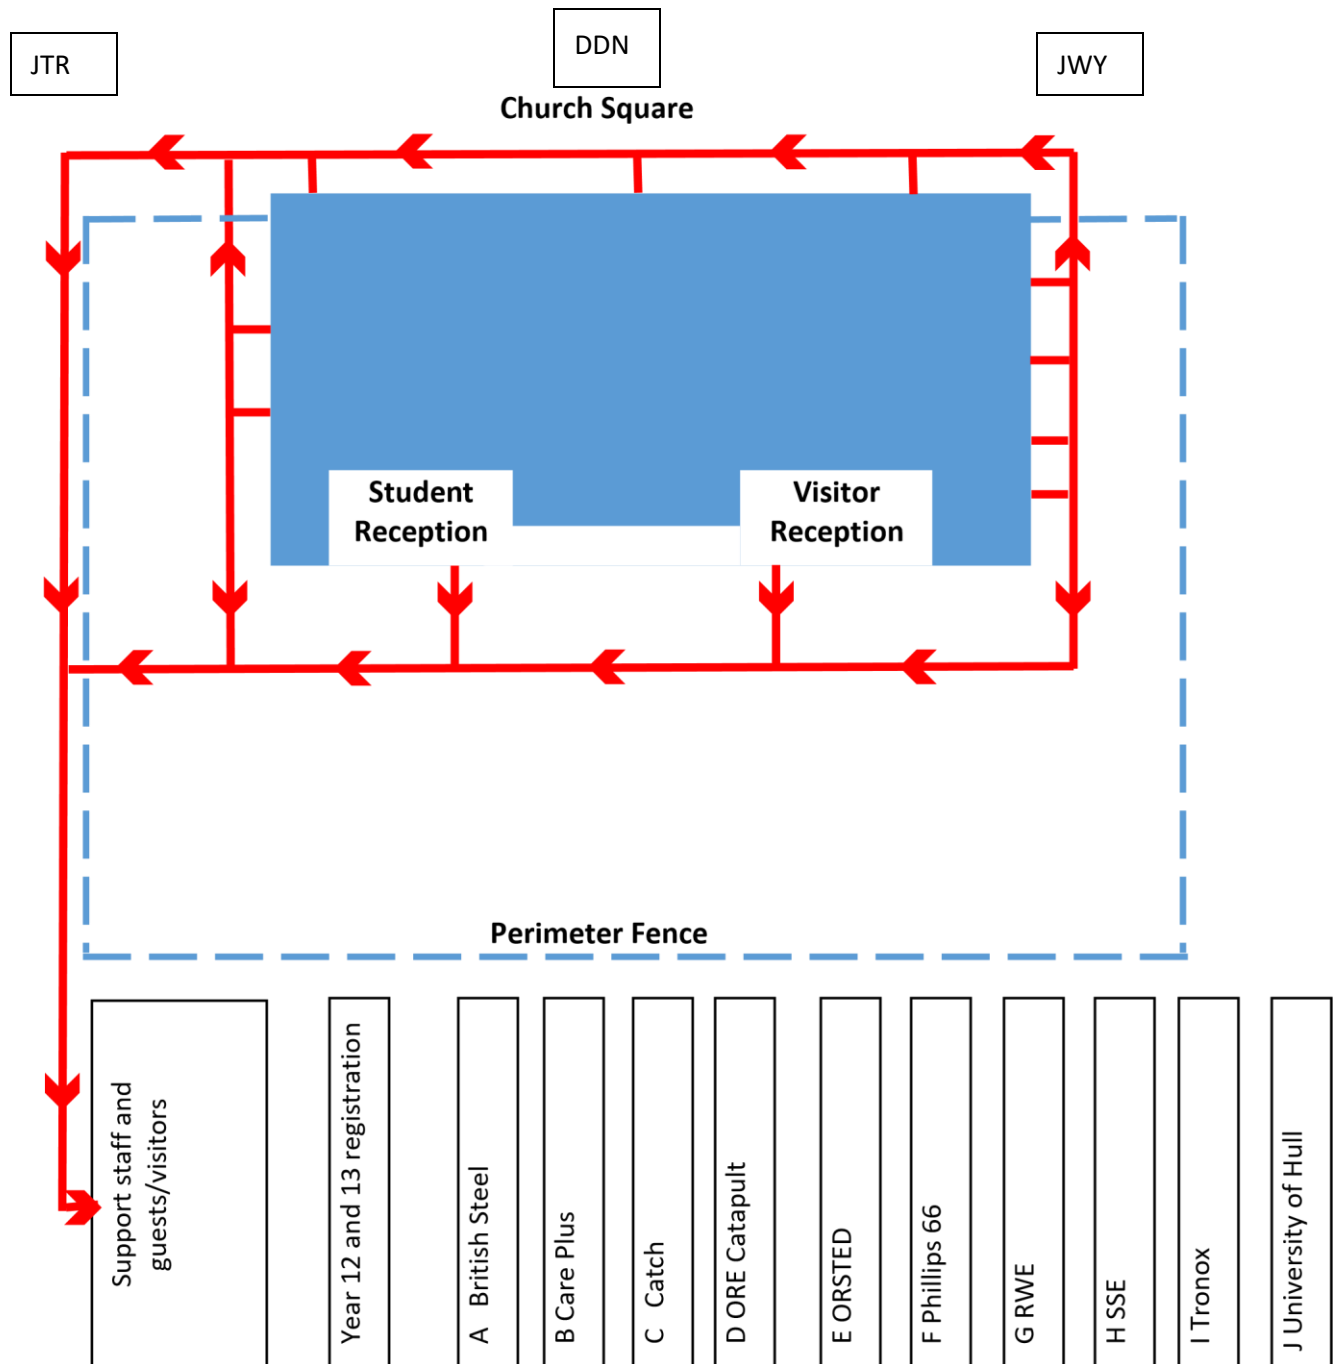 JTR
DDN
JWY
Church Square
Student
Reception
Visitor
Reception
Perimeter Fence
Support staff and
guests/visitors
Year 12 and 13 registration
A British Steel
B Care Plus
C Catch
D ORE Catapult
E ORSTED
F Phillips 66
G RWE
H SSE
I Tronox
J University of Hull